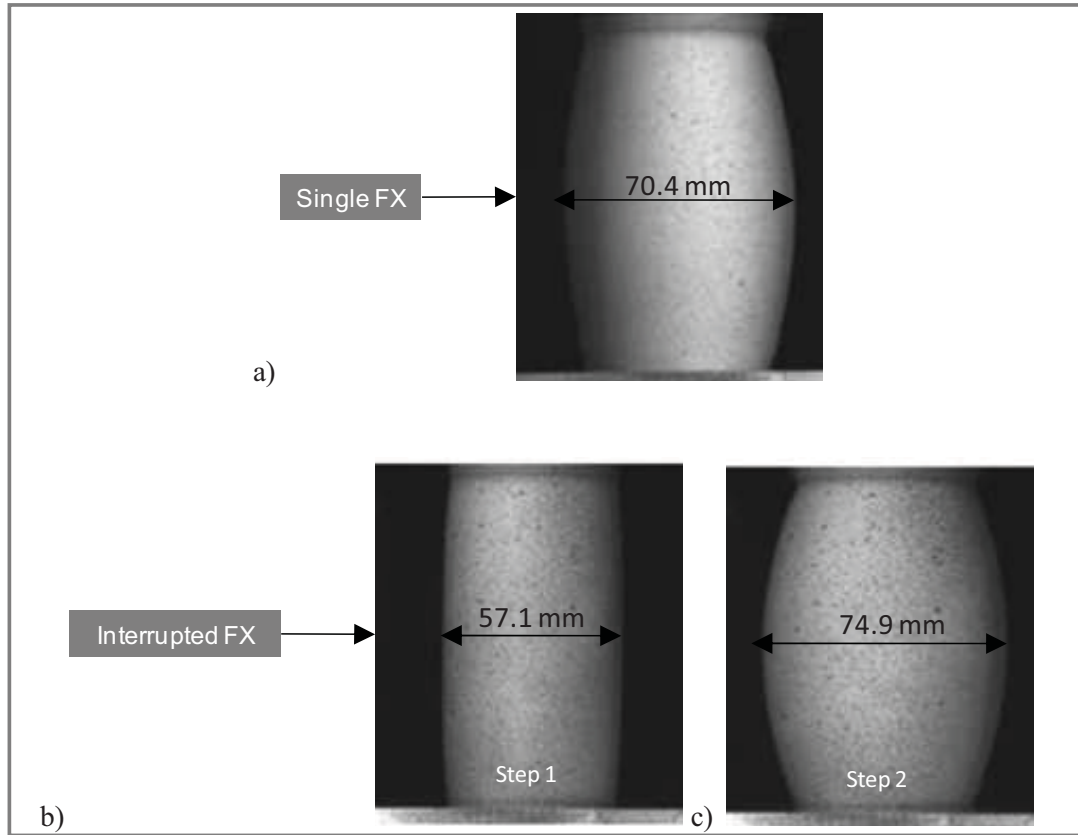 70.4 mm
Single FX
a)
57.1 mm
74.9 mm
Interrupted FX
Step 1
Step 2
b)
c)